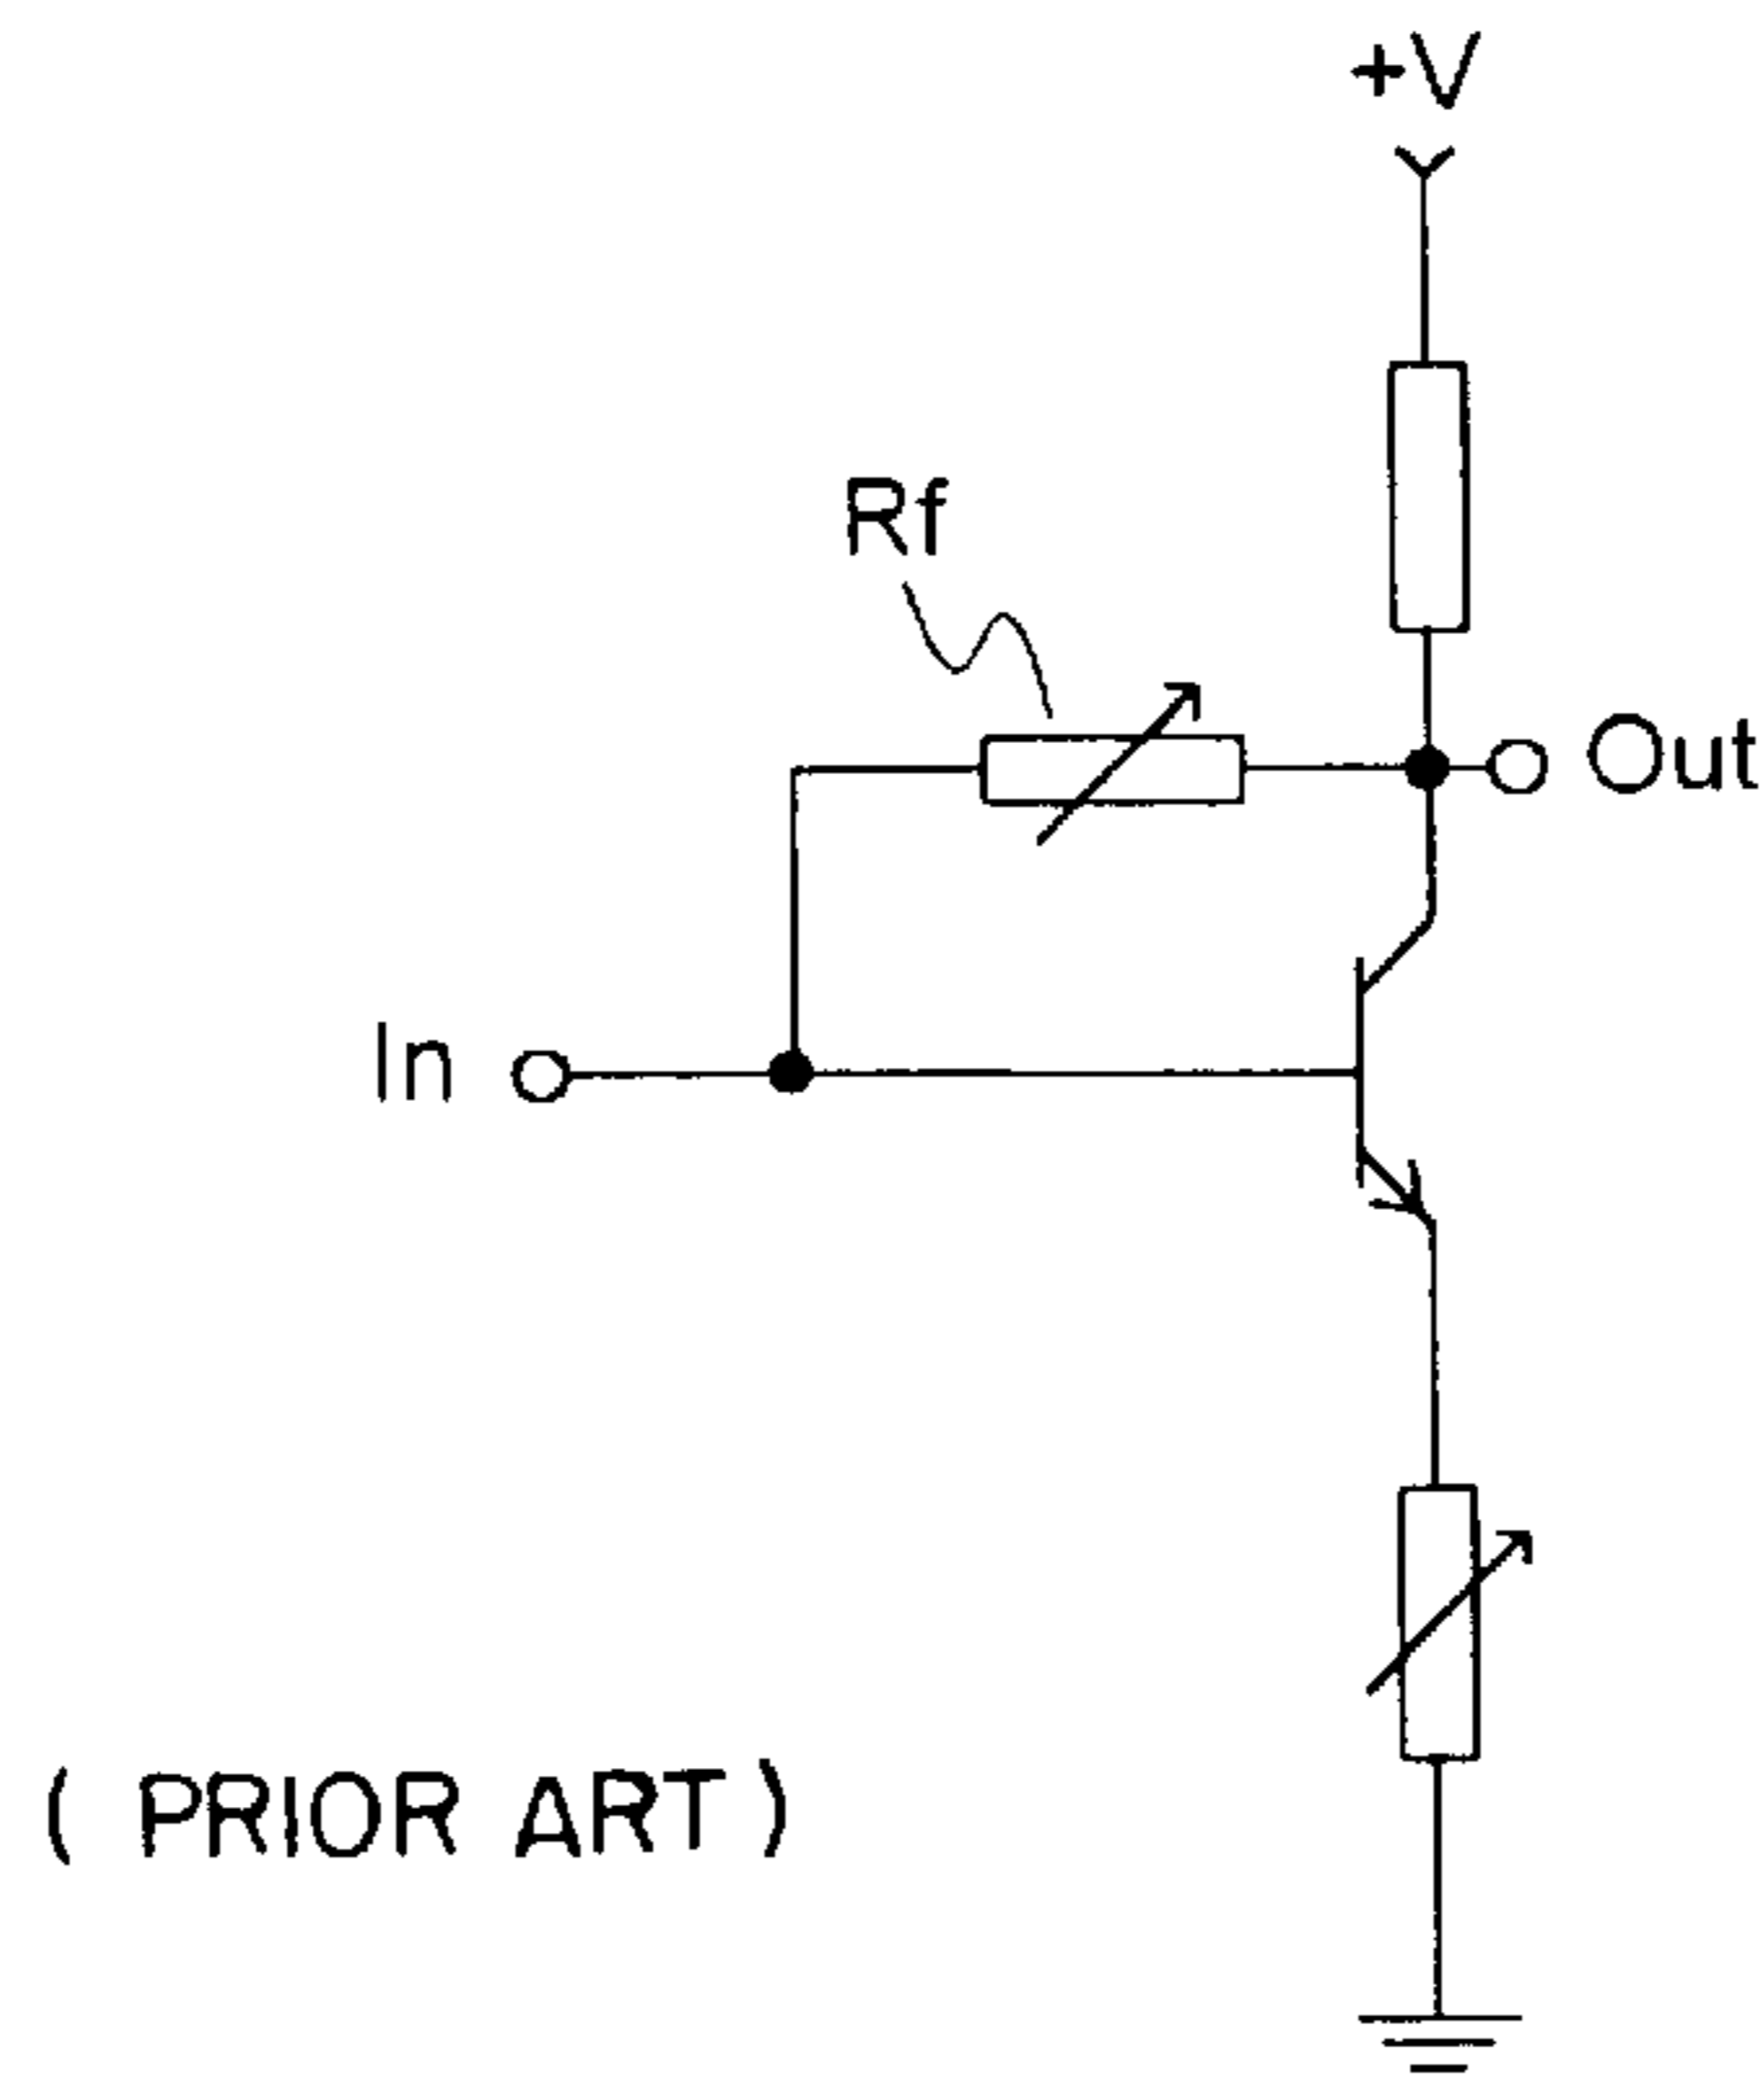 +V
Rf
Out
In
( PRIOR ART )